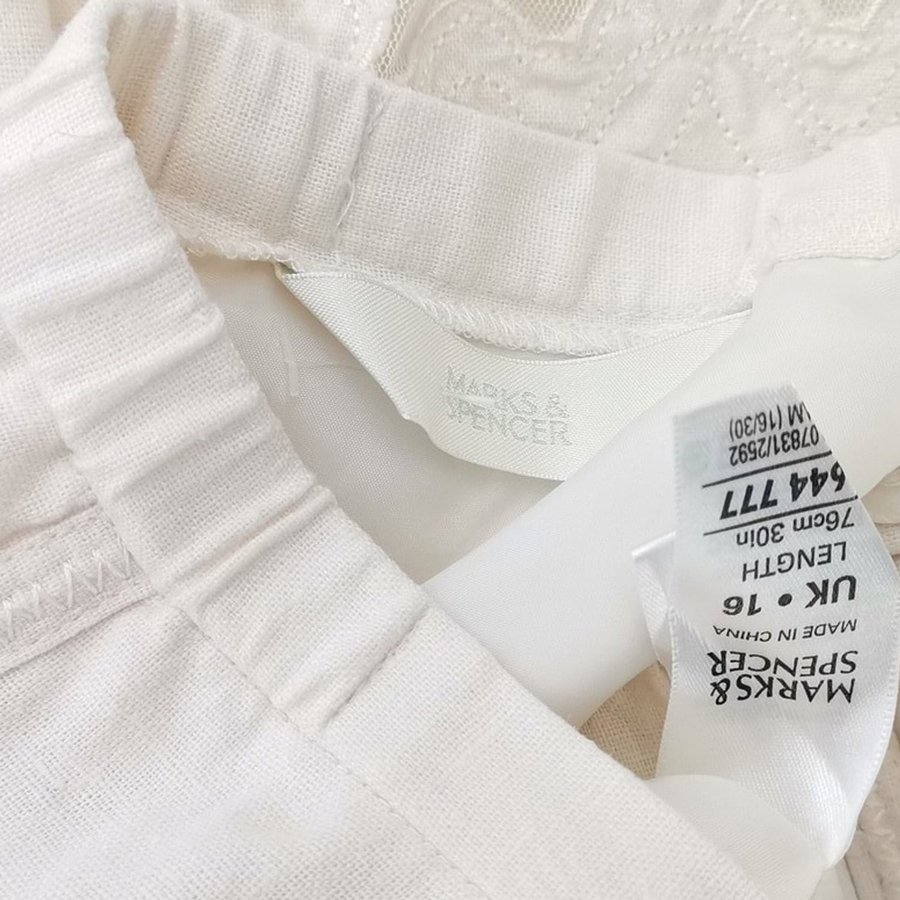 MARKS &
SPENCER
MARKS&
SPENCER
MADE IN CHINA
UK • 16
LENGTH
76cm 30in
644 777
07831/2592
(16/30)